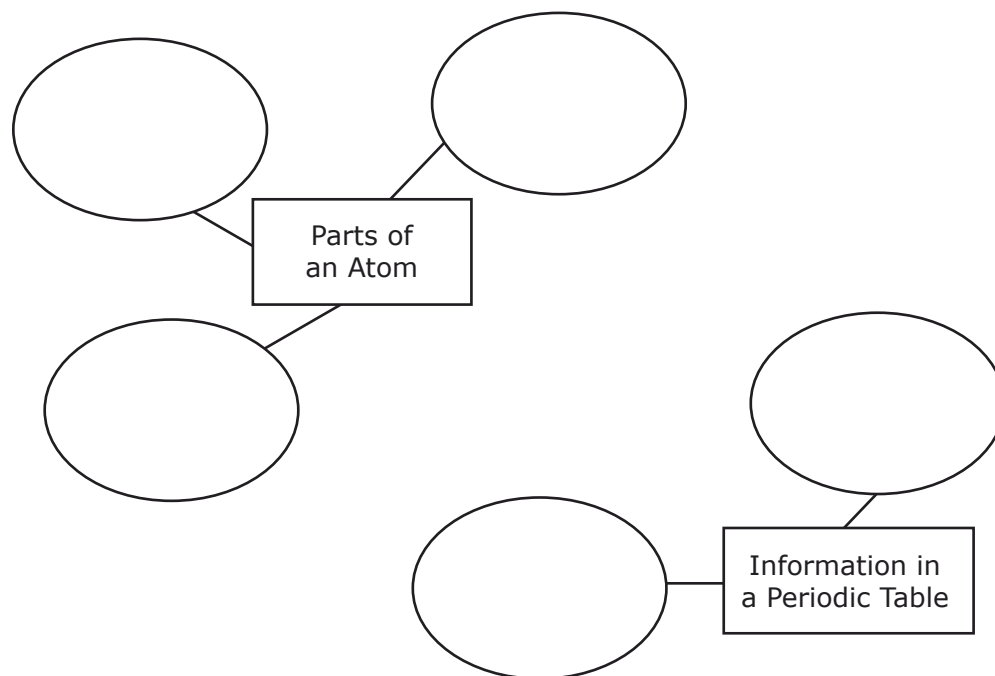 Parts of
an Atom
Information in
a Periodic Table